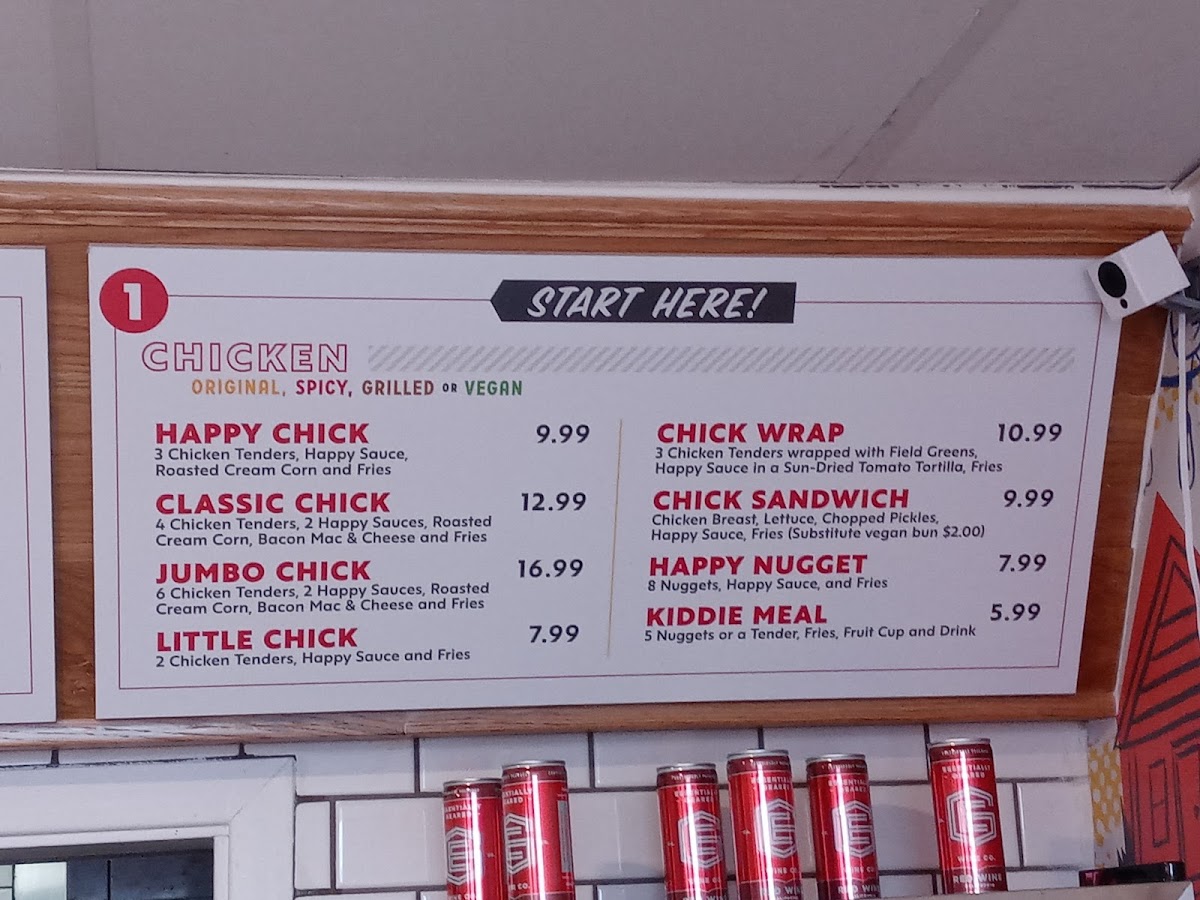 1
START HERE!
CHICKEN
ORIGINAL, SPICY, GRILLED OR VEGAN
HAPPY CHICK 9.99
3 Chicken Tenders, Happy Sauce,
Roasted Cream Corn and Fries
CLASSIC CHICK 12.99
4 Chicken Tenders, 2 Happy Sauces, Roasted
Cream Corn, Bacon Mac & Cheese and Fries
JUMBO CHICK 16.99
6 Chicken Tenders, 2 Happy Sauces, Roasted
Cream Corn, Bacon Mac & Cheese and Fries
LITTLE CHICK 7.99
2 Chicken Tenders, Happy Sauce and Fries
CHICK WRAP 10.99
3 Chicken Tenders wrapped with Field Greens,
Happy Sauce in a Sun-Dried Tomato Tortilla, Fries
CHICK SANDWICH 9.99
Chicken Breast, Lettuce, Chopped Pickles,
Happy Sauce, Fries (Substitute vegan bun $2.00)
HAPPY NUGGET 7.99
8 Nuggets, Happy Sauce, and Fries
KIDDIE MEAL 5.99
5 Nuggets or a Tender, Fries, Fruit Cup and Drink
ESSENTIALLY
GEARED
WINE CO.
RED WINE